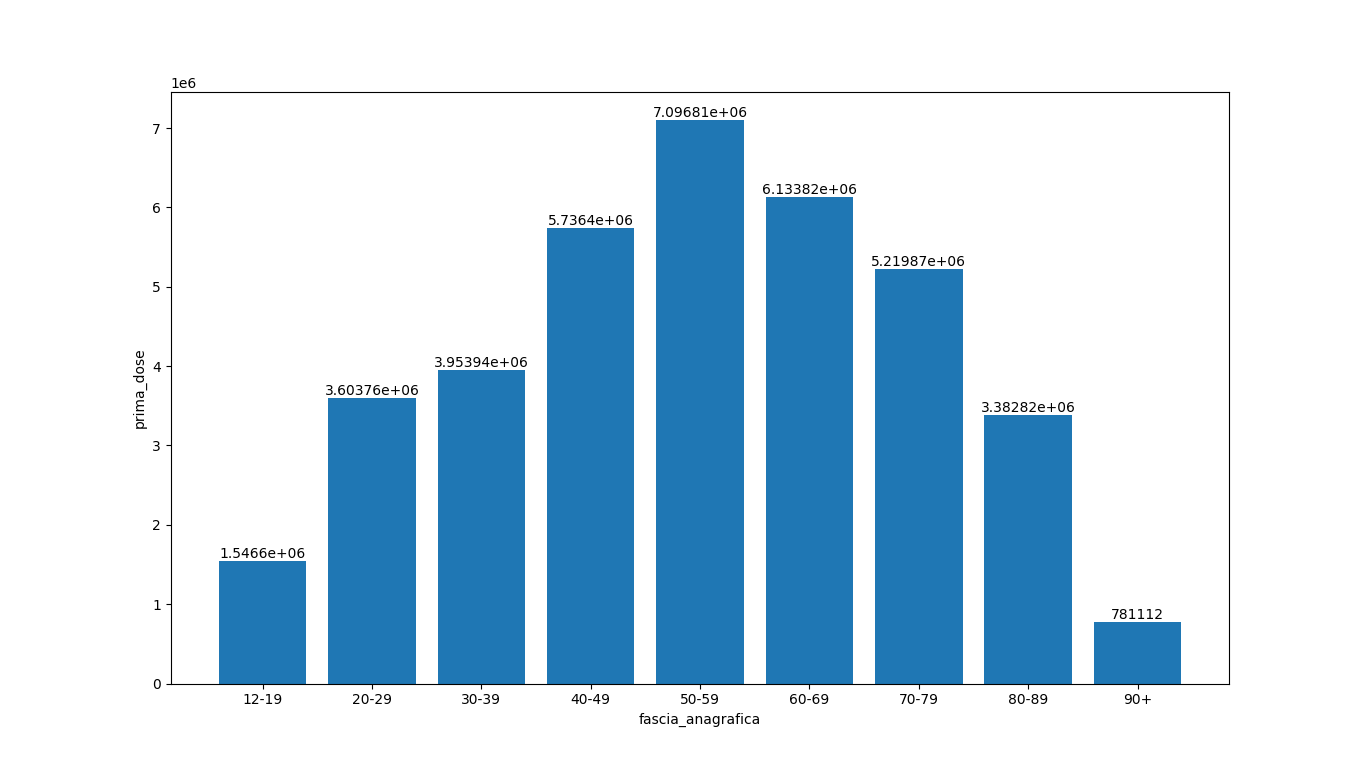 1e6
7.09681e+06
7
6.13382e+06
6
5.7364e+06
5.21987e+06
5
3.95394e+06
4
3.60376e+06
3.38282e+06
prima_dose
3
2
1.5466e+06
1
781112
0
12-19 20-29 30-39 40-49 50-59 60-69 70-79 80-89 90+
fascia_anagrafica